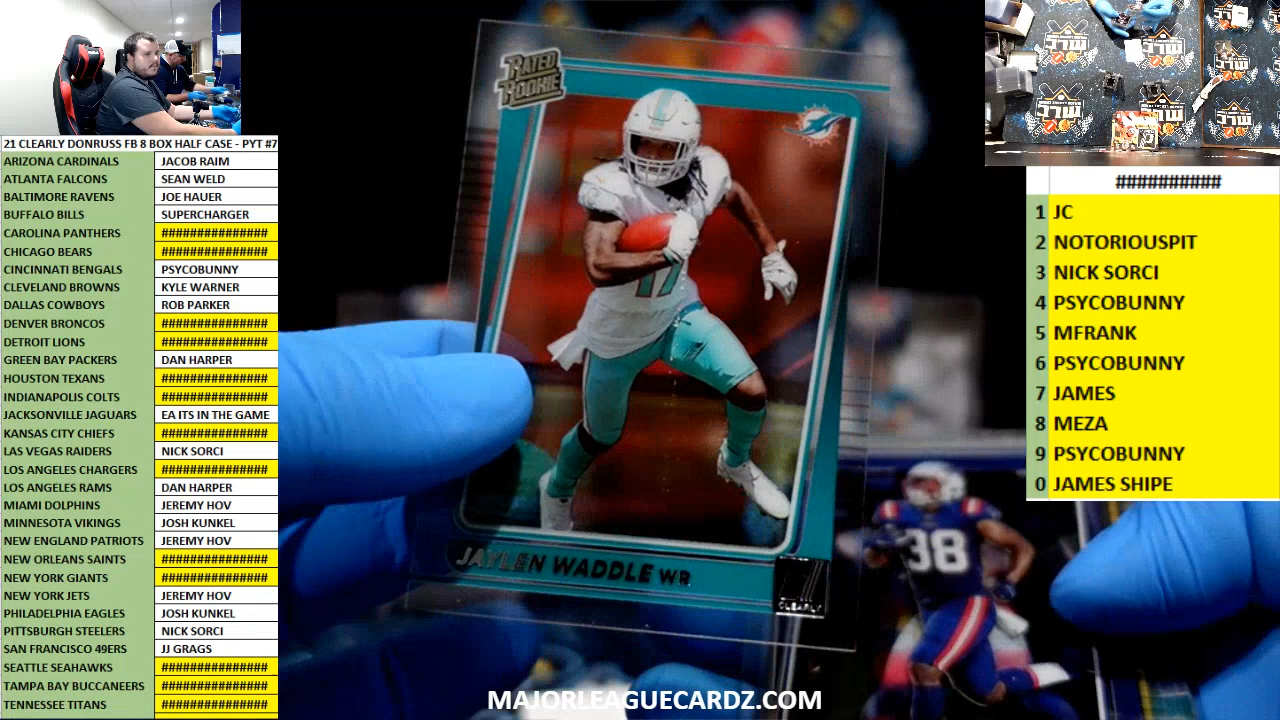 21 CLEARLY DONRUSS FB 8 BOX HALF CASE - PYT #7
ARIZONA CARDINALS JACOB RAIM
ATLANTA FALCONS SEAN WELD
BALTIMORE RAVENS JOE HAUER
BUFFALO BILLS SUPERCHARGER
CAROLINA PANTHERS ###############
CHICAGO BEARS ###############
CINCINNATI BENGALS PSYCOBUNNY
CLEVELAND BROWNS KYLE WARNER
DALLAS COWBOYS ROB PARKER
DENVER BRONCOS ###############
DETROIT LIONS ###############
GREEN BAY PACKERS DAN HARPER
HOUSTON TEXANS ###############
INDIANAPOLIS COLTS ###############
JACKSONVILLE JAGUARS EA ITS IN THE GAME
KANSAS CITY CHIEFS ###############
LAS VEGAS RAIDERS NICK SORCI
LOS ANGELES CHARGERS ###############
LOS ANGELES RAMS DAN HARPER
MIAMI DOLPHINS JEREMY HOV
MINNESOTA VIKINGS JOSH KUNKEL
NEW ENGLAND PATRIOTS JEREMY HOV
NEW ORLEANS SAINTS ###############
NEW YORK GIANTS ###############
NEW YORK JETS JEREMY HOV
PHILADELPHIA EAGLES JOSH KUNKEL
PITTSBURGH STEELERS NICK SORCI
SAN FRANCISCO 49ERS JJ GRAGS
SEATTLE SEAHAWKS ###############
TAMPA BAY BUCCANEERS ###############
TENNESSEE TITANS ###############
RATED
ROOKIE
17
JAYLEN WADDLE WR
CLEARLY
38
MAJORLEAGUECARDZ.COM
##########
1 JC
2 NOTORIOUSPIT
3 NICK SORCI
4 PSYCOBUNNY
5 MFRANK
6 PSYCOBUNNY
7 JAMES
8 MEZA
9 PSYCOBUNNY
0 JAMES SHIPE